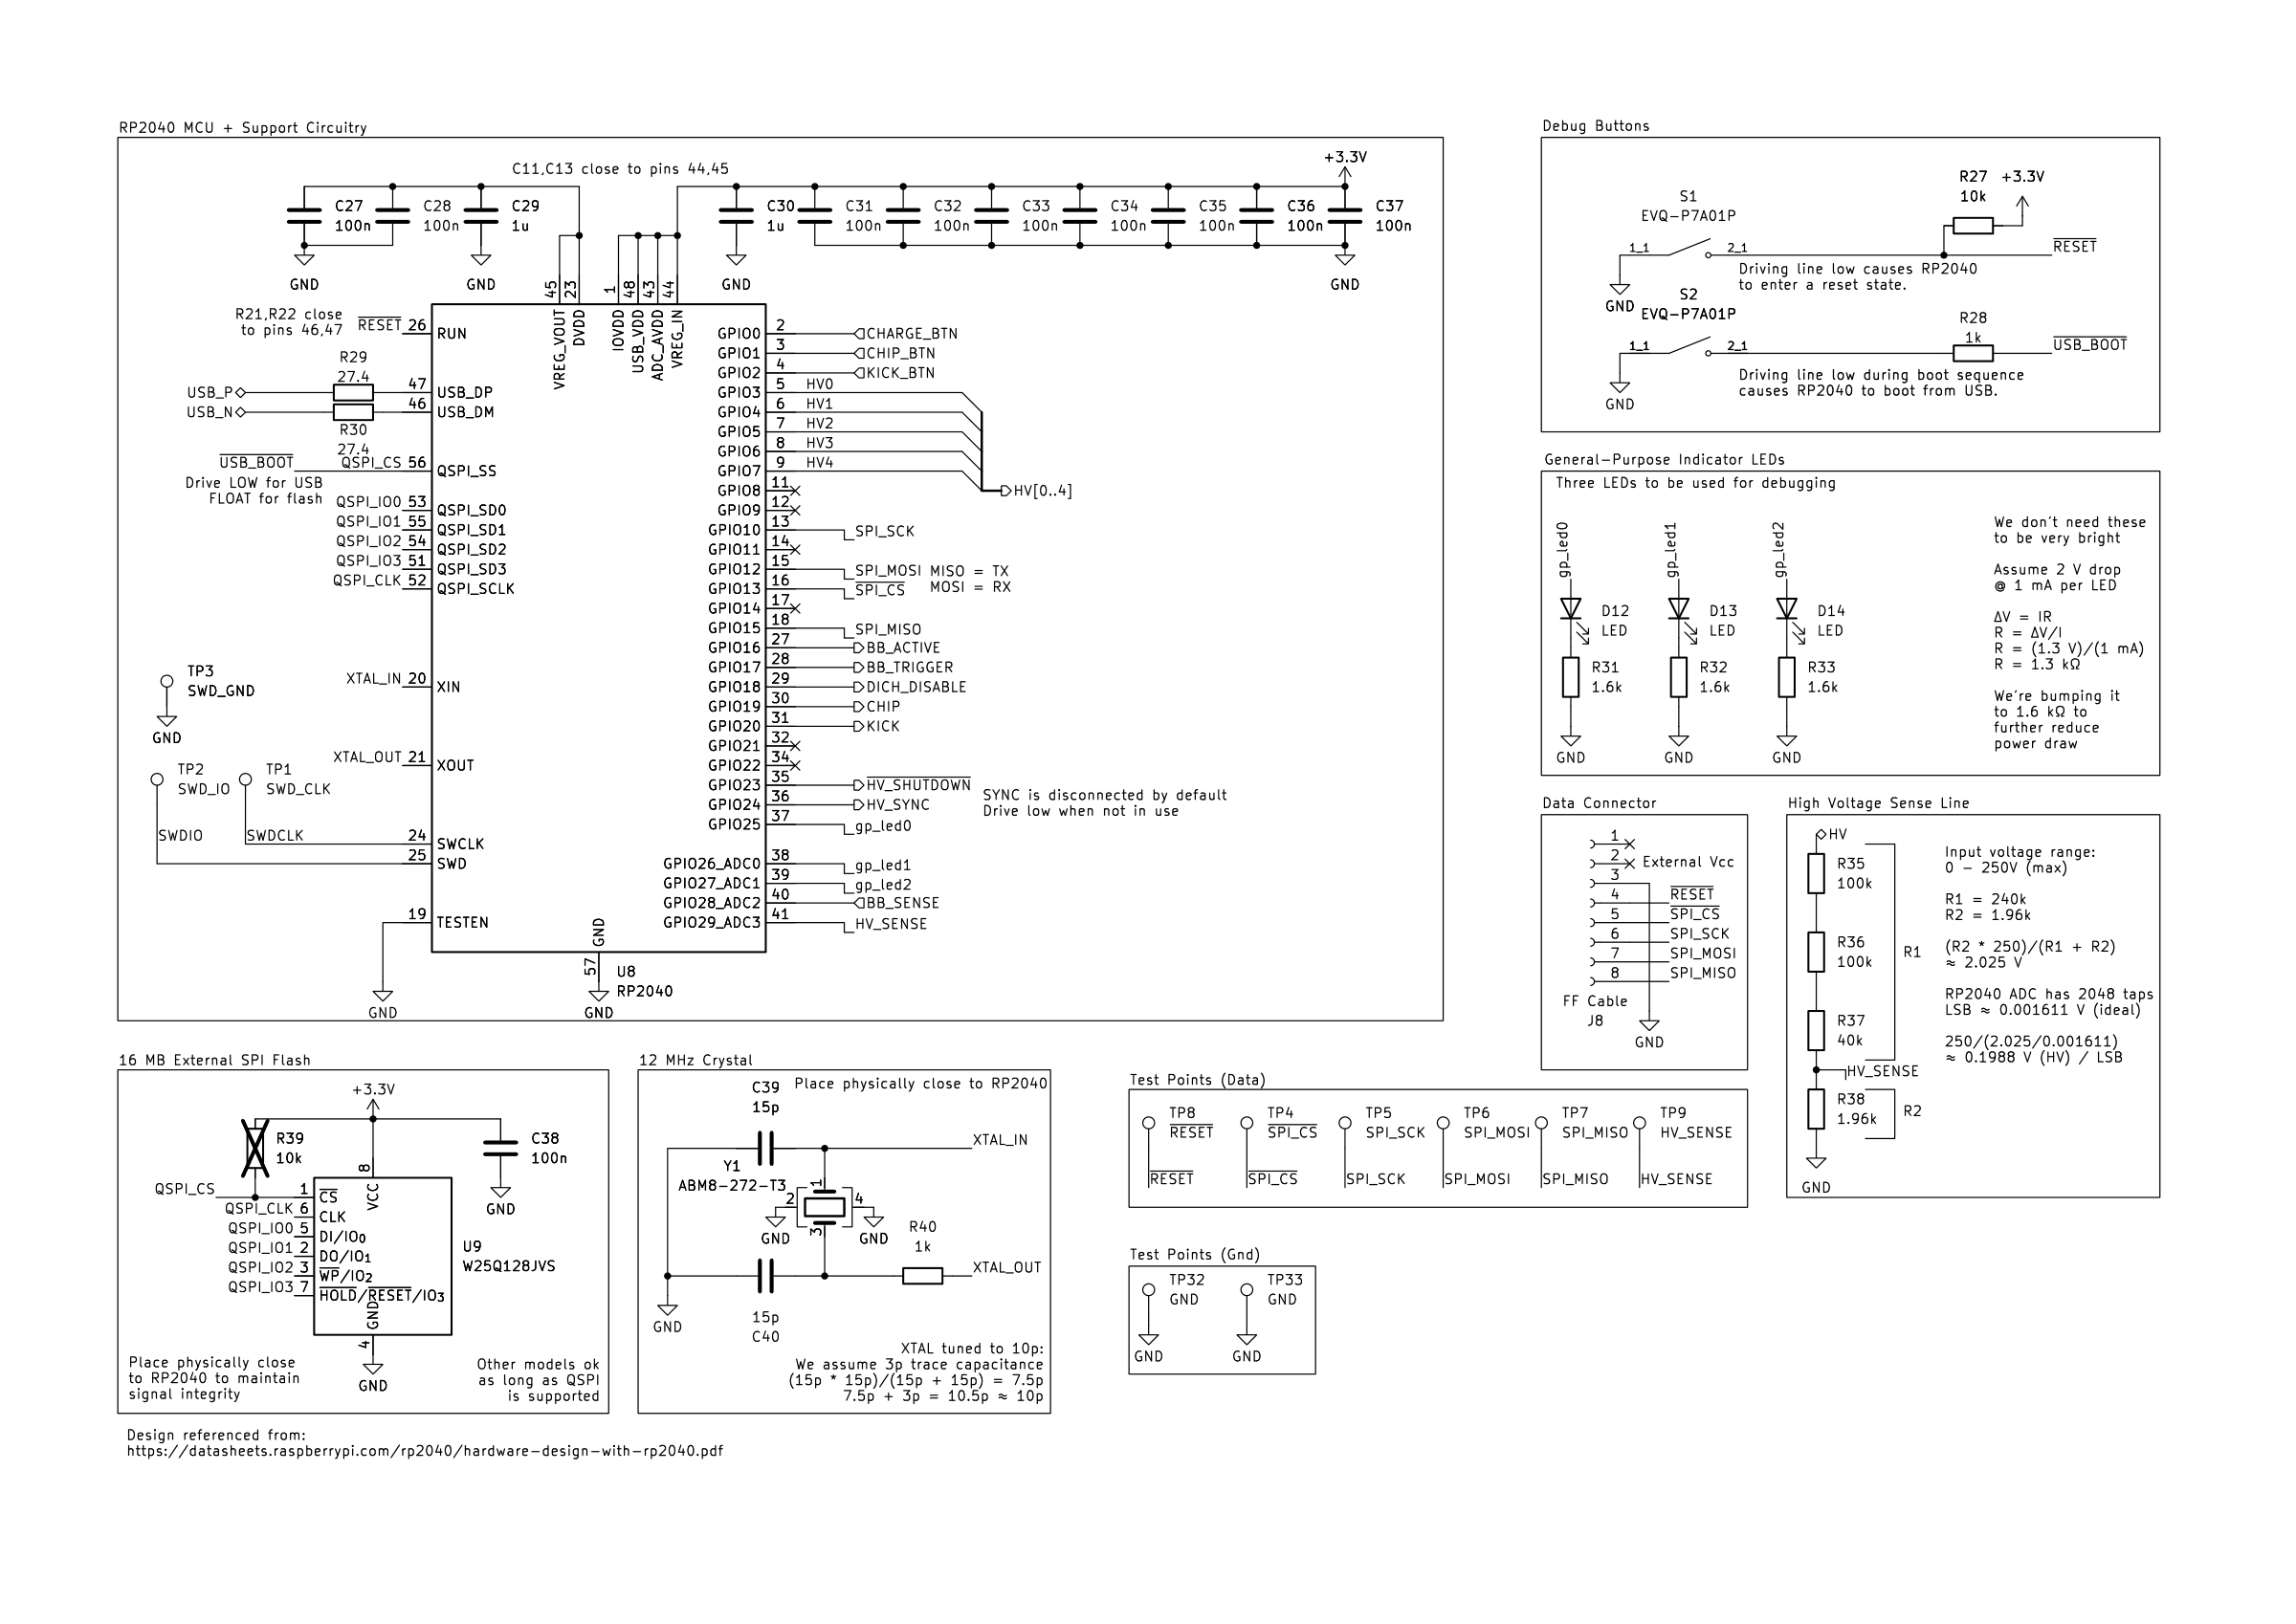 RP2040 MCU + Support Circuitry
C11,C13 close to pins 44,45
+3.3V
C27
100n
C28
100n
C29
1u
C30
1u
C31
100n
C32
100n
C33
100n
C34
100n
C35
100n
C36
100n
C37
100n
GND
GND
GND
GND
45
23
1
48
43
44
VREG_VOUT
DVDD
IOVDD
USB_VDD
ADC_AVDD
VREG_IN
R21,R22 close
to pins 46,47
RESET 26 RUN
R29
27.4
USB_P 47 USB_DP
USB_N 46 USB_DM
R30
27.4
USB_BOOT QSPI_CS 56 QSPI_SS
Drive LOW for USB
FLOAT for flash
QSPI_IO0 53 QSPI_SD0
QSPI_IO1 55 QSPI_SD1
QSPI_IO2 54 QSPI_SD2
QSPI_IO3 51 QSPI_SD3
QSPI_CLK 52 QSPI_SCLK
TP3
SWD_GND
GND
XTAL_IN 20 XIN
XTAL_OUT 21 XOUT
TP2
SWD_IO
TP1
SWD_CLK
SWDIO
SWDCLK
24 SWCLK
25 SWD
19 TESTEN
GND
GND
57
GND
U8
RP2040
GPIO0 2 CHARGE_BTN
GPIO1 3 CHIP_BTN
GPIO2 4 KICK_BTN
GPIO3 5 HV0
GPIO4 6 HV1
GPIO5 7 HV2
GPIO6 8 HV3
GPIO7 9 HV4
GPIO8 11 HV[0..4]
GPIO9 12
GPIO10 13 SPI_SCK
GPIO11 14
GPIO12 15 SPI_MOSI MISO = TX
GPIO13 16 SPI_CS MOSI = RX
GPIO14 17
GPIO15 18 SPI_MISO
GPIO16 27 BB_ACTIVE
GPIO17 28 BB_TRIGGER
GPIO18 29 DICH_DISABLE
GPIO19 30 CHIP
GPIO20 31 KICK
GPIO21 32
GPIO22 34
GPIO23 35 HV_SHUTDOWN
GPIO24 36 HV_SYNC
SYNC is disconnected by default
Drive low when not in use
GPIO25 37 gp_led0
GPIO26_ADC0 38 gp_led1
GPIO27_ADC1 39 gp_led2
GPIO28_ADC2 40 BB_SENSE
GPIO29_ADC3 41 HV_SENSE
Debug Buttons
R27 +3.3V
10k
S1
EVQ-P7A01P
1_1 2_1 RESET
Driving line low causes RP2040
to enter a reset state.
GND
S2
EVQ-P7A01P
R28
1k
1_1 2_1 USB_BOOT
Driving line low during boot sequence
causes RP2040 to boot from USB.
GND
General-Purpose Indicator LEDs
Three LEDs to be used for debugging
gp_led0
gp_led1
gp_led2
D12
LED
D13
LED
D14
LED
R31
1.6k
R32
1.6k
R33
1.6k
GND
GND
GND
We don't need these
to be very bright
Assume 2 V drop
@ 1 mA per LED
ΔV = IR
R = ΔV/I
R = (1.3 V)/(1 mA)
R = 1.3 kΩ
We're bumping it
to 1.6 kΩ to
further reduce
power draw
Data Connector
1
2 External Vcc
3
4 RESET
5 SPI_CS
6 SPI_SCK
7 SPI_MOSI
8 SPI_MISO
FF Cable
J8
GND
High Voltage Sense Line
HV
R35
100k
R36
100k
R37
40k
R1
HV_SENSE
R38
1.96k
R2
GND
Input voltage range:
0 - 250V (max)
R1 = 240k
R2 = 1.96k
(R2 * 250)/(R1 + R2)
≈ 2.025 V
RP2040 ADC has 2048 taps
LSB ≈ 0.001611 V (ideal)
250/(2.025/0.001611)
≈ 0.1988 V (HV) / LSB
16 MB External SPI Flash
+3.3V
R39
10k
C38
100n
GND
8
VCC
QSPI_CS 1 CS
QSPI_CLK 6 CLK
QSPI_IO0 5 DI/IO0
QSPI_IO1 2 DO/IO1
QSPI_IO2 3 WP/IO2
QSPI_IO3 7 HOLD/RESET/IO3
GND
4
GND
U9
W25Q128JVS
Place physically close
to RP2040 to maintain
signal integrity
Other models ok
as long as QSPI
is supported
12 MHz Crystal
Place physically close to RP2040
C39
15p
XTAL_IN
Y1
ABM8-272-T3
1
2
4
3
GND
GND
R40
1k
XTAL_OUT
GND
15p
C40
XTAL tuned to 10p:
We assume 3p trace capacitance
(15p * 15p)/(15p + 15p) = 7.5p
7.5p + 3p = 10.5p ≈ 10p
Test Points (Data)
TP8
RESET
TP4
SPI_CS
TP5
SPI_SCK
TP6
SPI_MOSI
TP7
SPI_MISO
TP9
HV_SENSE
RESET
SPI_CS
SPI_SCK
SPI_MOSI
SPI_MISO
HV_SENSE
Test Points (Gnd)
TP32
GND
TP33
GND
GND
GND
Design referenced from:
https://datasheets.raspberrypi.com/rp2040/hardware-design-with-rp2040.pdf